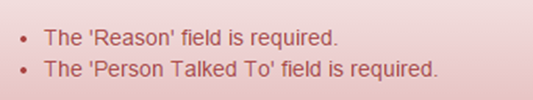 • The 'Reason' field is required.
• The 'Person Talked To' field is required.